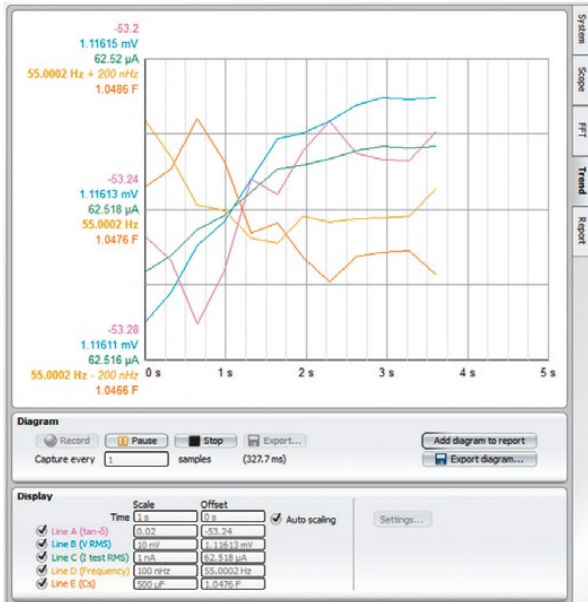 -53.2
1.11615 mV
62.52 µA
55.0002 Hz + 200 nHz
1.0486 F
-53.24
1.11613 mV
62.518 µA
55.0002 Hz
1.0476 F
-53.28
1.11611 mV
62.516 µA
55.0002 Hz - 200 nHz
1.0466 F
0 s 1 s 2 s 3 s 4 s 5 s
System
Scope
FFT
Trend
Report
Diagram
Record Pause Stop Export... Add diagram to report
Capture every 1 samples (327.7 ms) Export diagram...
Display
Scale Offset
Time 1 s 0 s Auto scaling Settings...
Line A (tan-δ) 0.02 -53.24
Line B (V RMS) 10 nV 1.11613 mV
Line C (I test RMS) 1 nA 62.518 µA
Line D (Frequency) 100 nHz 55.0002 Hz
Line E (Cs) 500 µF 1.0476 F